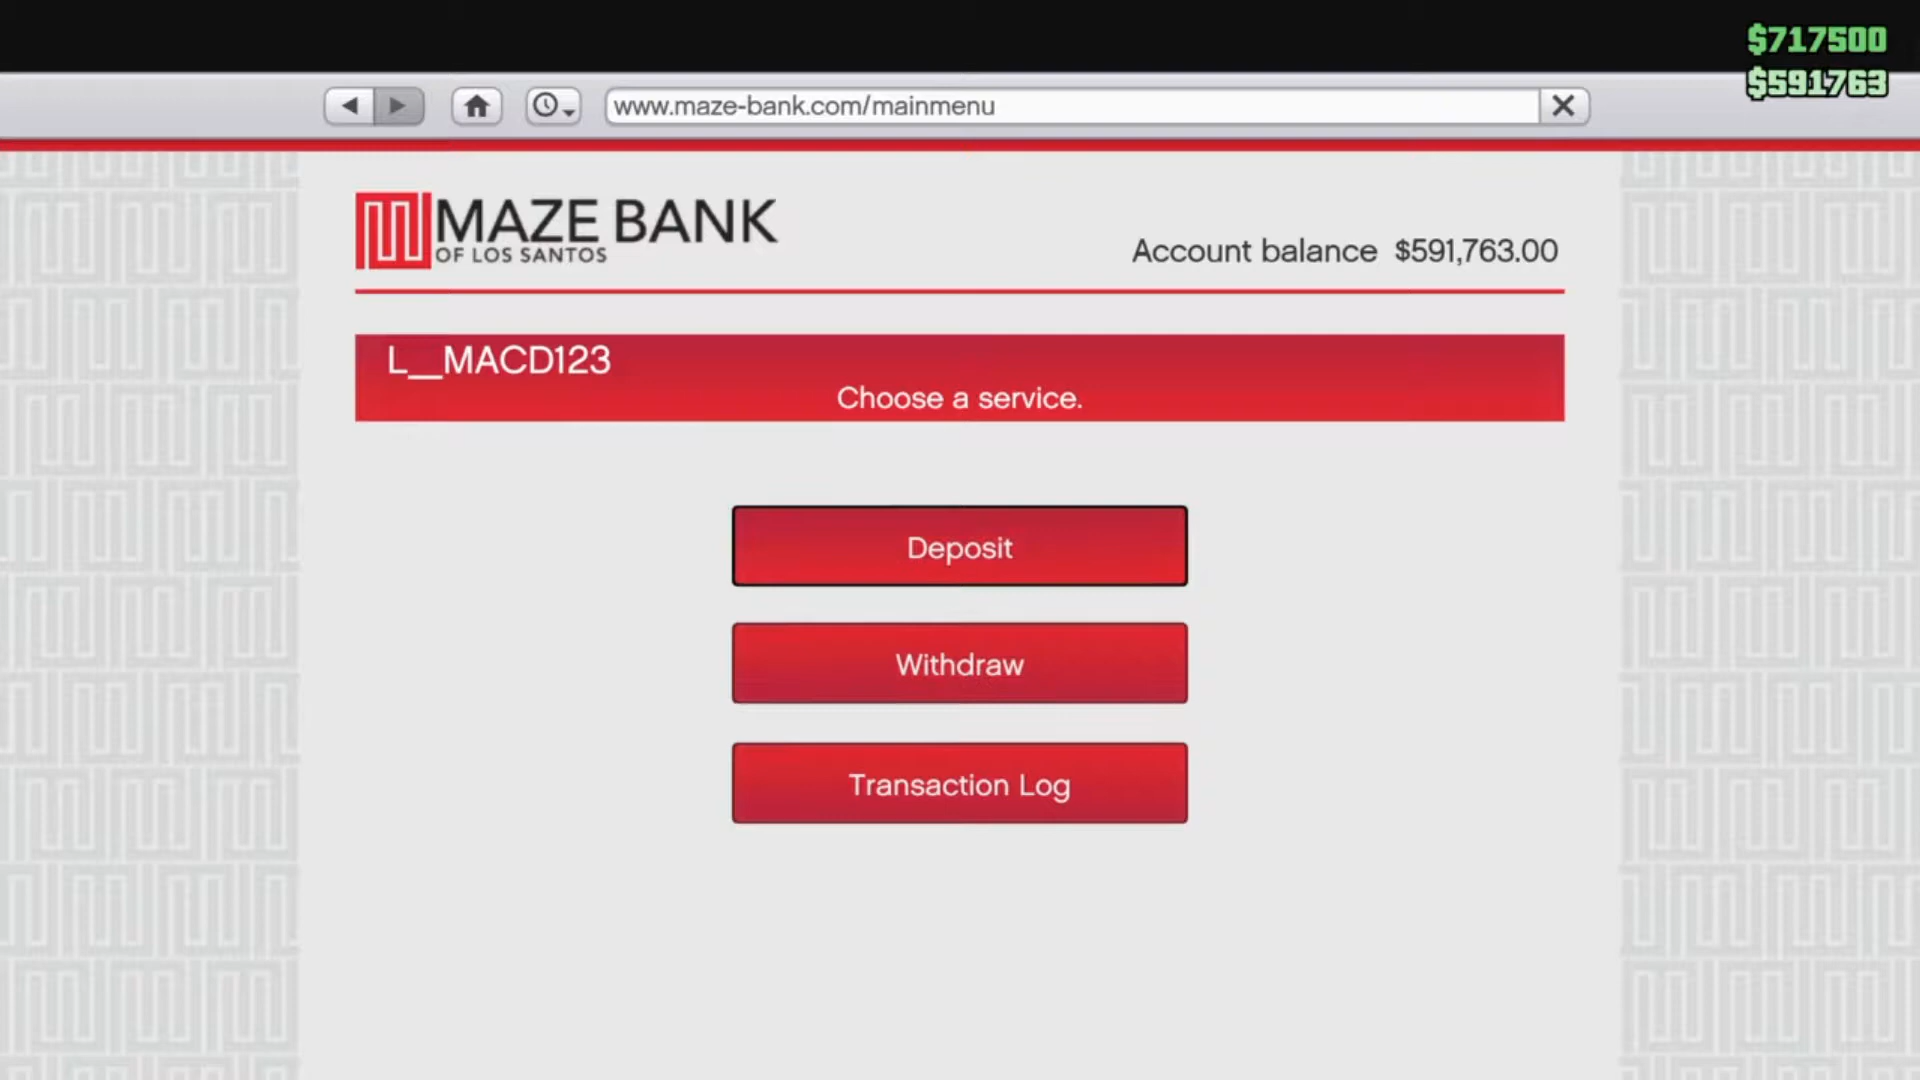 $717500
$591763
www.maze-bank.com/mainmenu
MAZE BANK
OF LOS SANTOS
Account balance $591,763.00
L__MACD123
Choose a service.
Deposit
Withdraw
Transaction Log